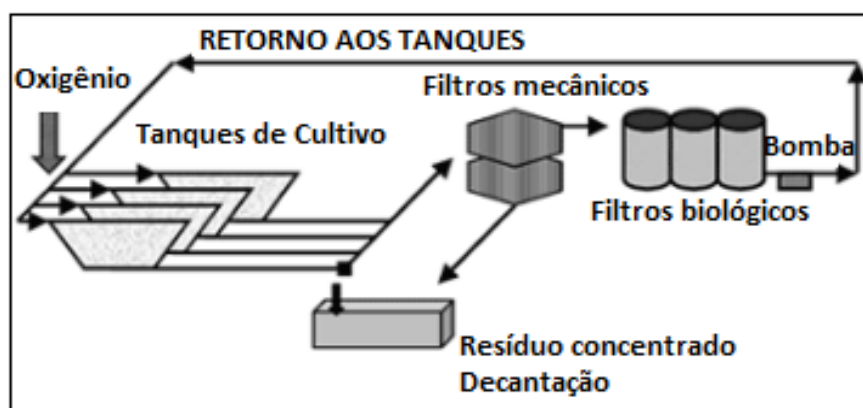 RETORNO AOS TANQUES
Oxigênio
Filtros mecânicos
Tanques de Cultivo
Bomba
Filtros biológicos
Resíduo concentrado
Decantação